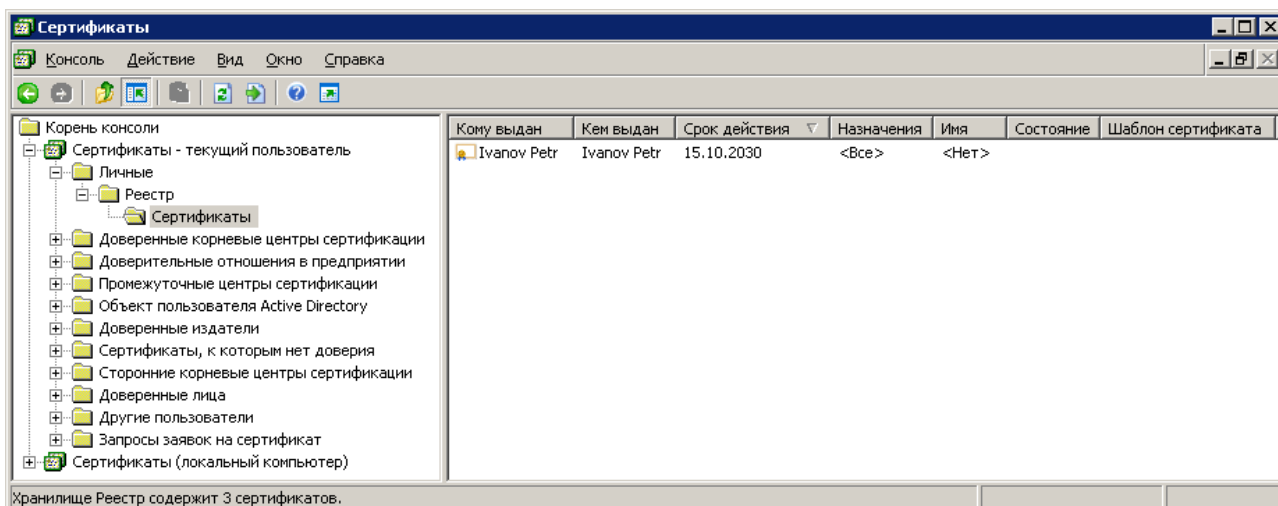 Сертификаты
Консоль Действие Вид Окно Справка
Корень консоли
Сертификаты - текущий пользователь
Личные
Реестр
Сертификаты
Доверенные корневые центры сертификации
Доверительные отношения в предприятии
Промежуточные центры сертификации
Объект пользователя Active Directory
Доверенные издатели
Сертификаты, к которым нет доверия
Сторонние корневые центры сертификации
Доверенные лица
Другие пользователи
Запросы заявок на сертификат
Сертификаты (локальный компьютер)
Кому выдан Кем выдан Срок действия Назначения Имя Состояние Шаблон сертификата
Ivanov Petr Ivanov Petr 15.10.2030 <Все> <Нет>
Хранилище Реестр содержит 3 сертификатов.